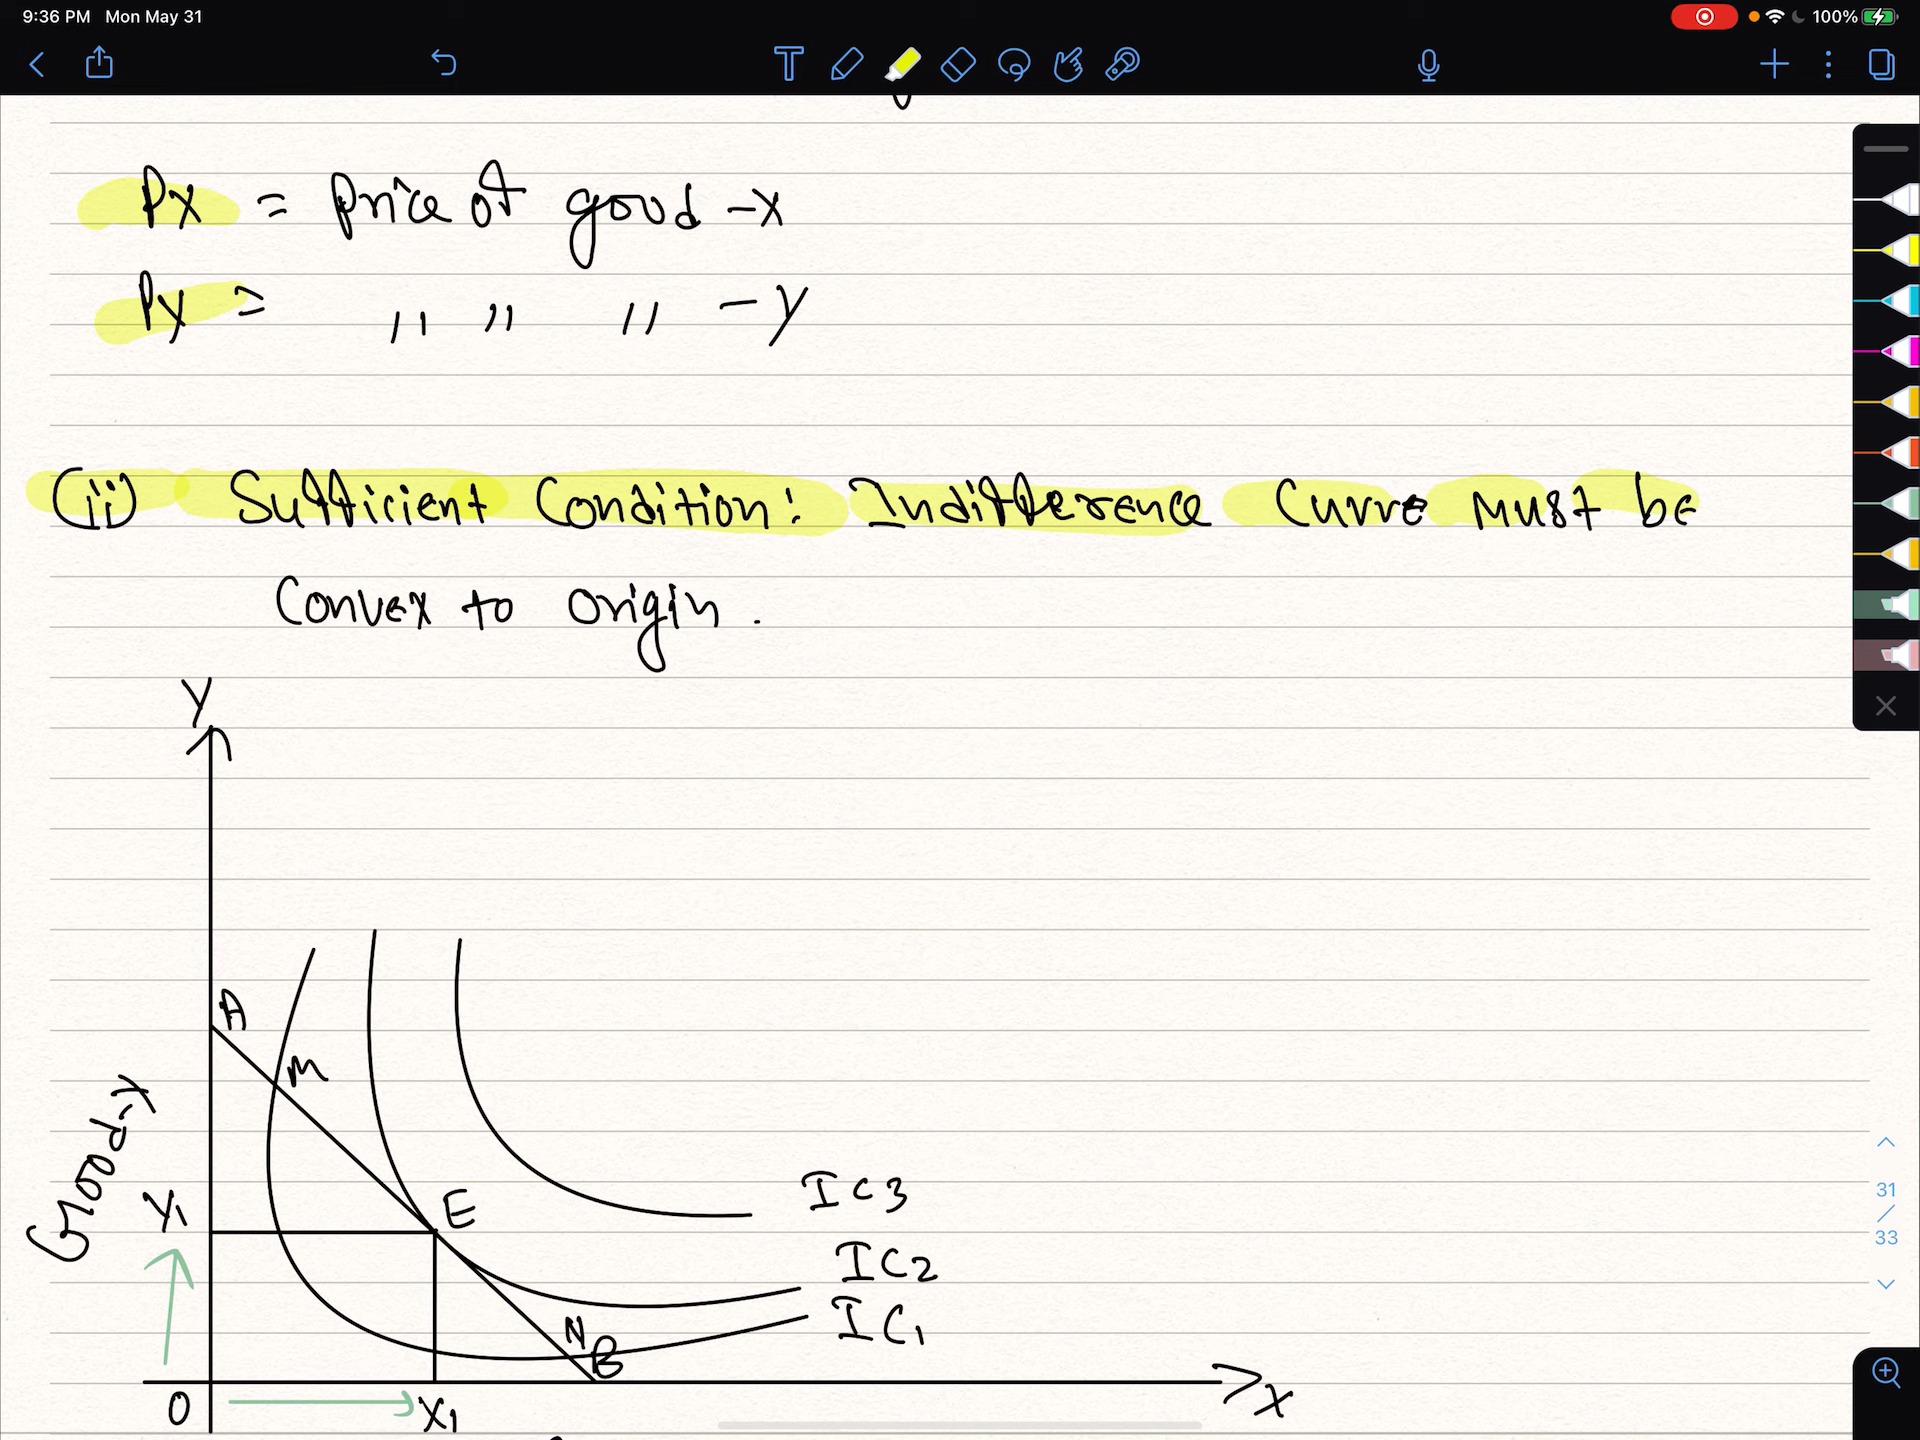 9:36 PM Mon May 31
100%
Px = Price of good -x
Py = ,, ,, ,, -y
(ii) Sufficient Condition: Indifference Curve must be
Convex to origin.
Y
A
M
Good-Y
Y1
E
IC3
IC2
IC1
N
B
O
X1
X
31
/
33